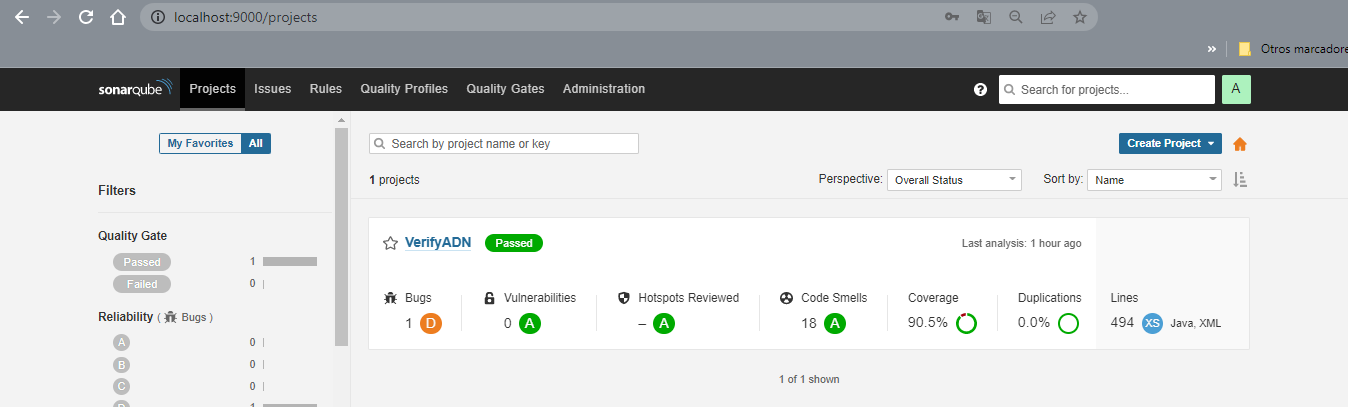 localhost:9000/projects
» Otros marcadore
sonarqube Projects Issues Rules Quality Profiles Quality Gates Administration ? Search for projects... A
My Favorites All
Search by project name or key Create Project
1 projects Perspective: Overall Status Sort by: Name
Filters
Quality Gate
Passed 1
Failed 0
Reliability ( Bugs )
A 0
B 0
C 0
1
VerifyADN Passed Last analysis: 1 hour ago
Bugs Vulnerabilities Hotspots Reviewed Code Smells Coverage Duplications Lines
1 D 0 A – A 18 A 90.5% 0.0% 494 XS Java, XML
1 of 1 shown